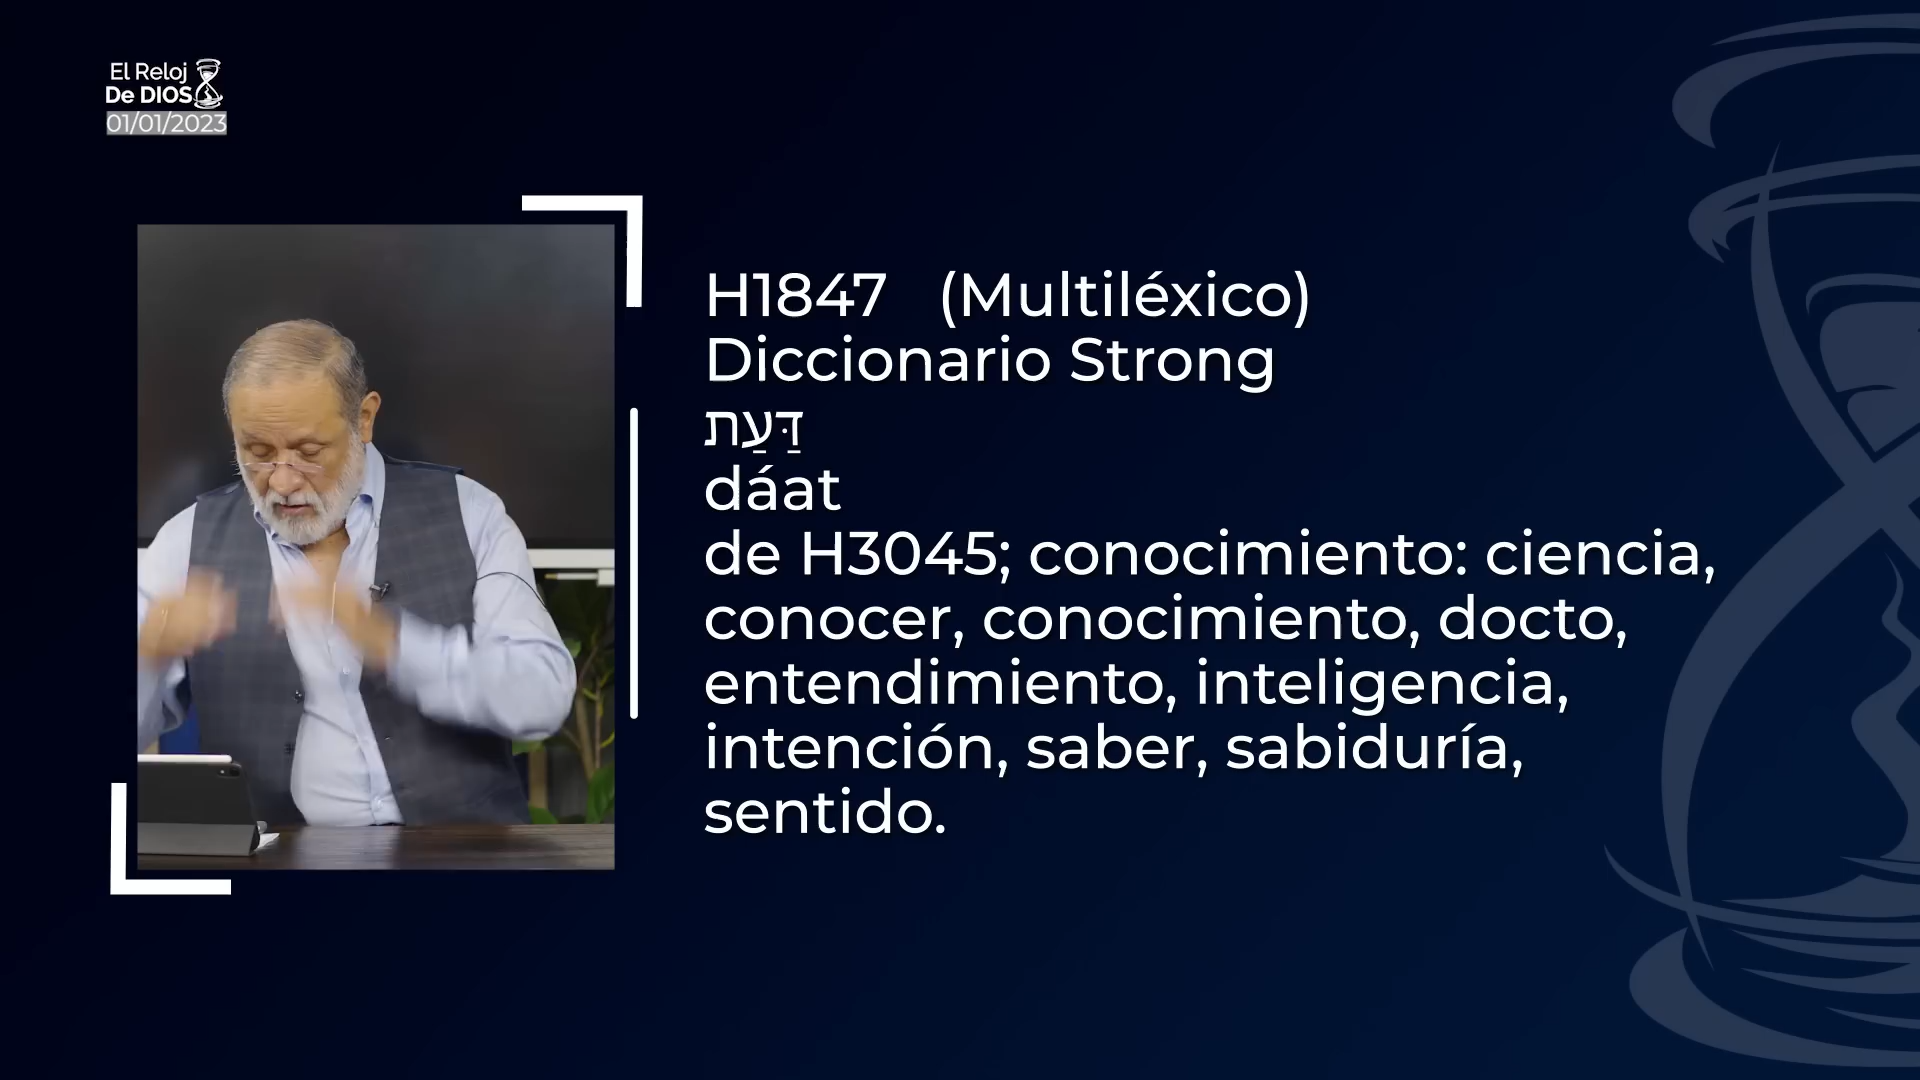 El Reloj
De DIOS
01/01/2023
H1847 (Multiléxico)
Diccionario Strong
דַּעַת
dáat
de H3045; conocimiento: ciencia,
conocer, conocimiento, docto,
entendimiento, inteligencia,
intención, saber, sabiduría,
sentido.